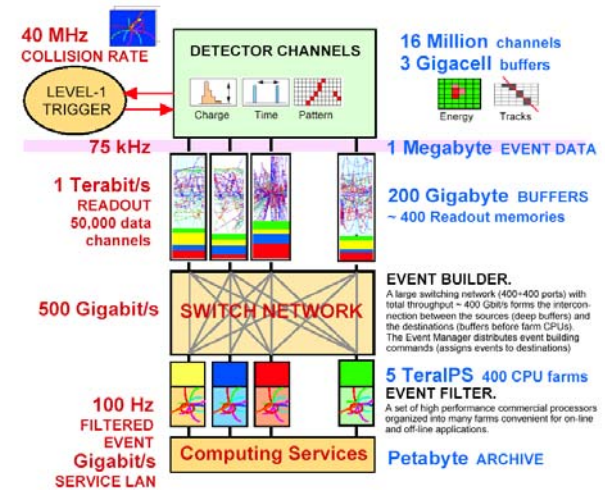 40 MHz
COLLISION RATE
LEVEL-1
TRIGGER
DETECTOR CHANNELS
Charge
Time
Pattern
16 Million channels
3 Gigacell buffers
Energy
Tracks
75 kHz
1 Megabyte EVENT DATA
1 Terabit/s
READOUT
50,000 data
channels
200 Gigabyte BUFFERS
~ 400 Readout memories
500 Gigabit/s
SWITCH NETWORK
EVENT BUILDER.
A large switching network (400+400 ports) with
total throughput ~ 400 Gbit/s forms the intercon-
nection between the sources (deep buffers) and
the destinations (buffers before farm CPUs).
The Event Manager distributes event building
commands (assigns events to destinations)
5 TeraIPS 400 CPU farms
EVENT FILTER.
A set of high performance commercial processors
organized into many farms convenient for on-line
and off-line applications.
100 Hz
FILTERED
EVENT
Gigabit/s
SERVICE LAN
Computing Services
Petabyte ARCHIVE